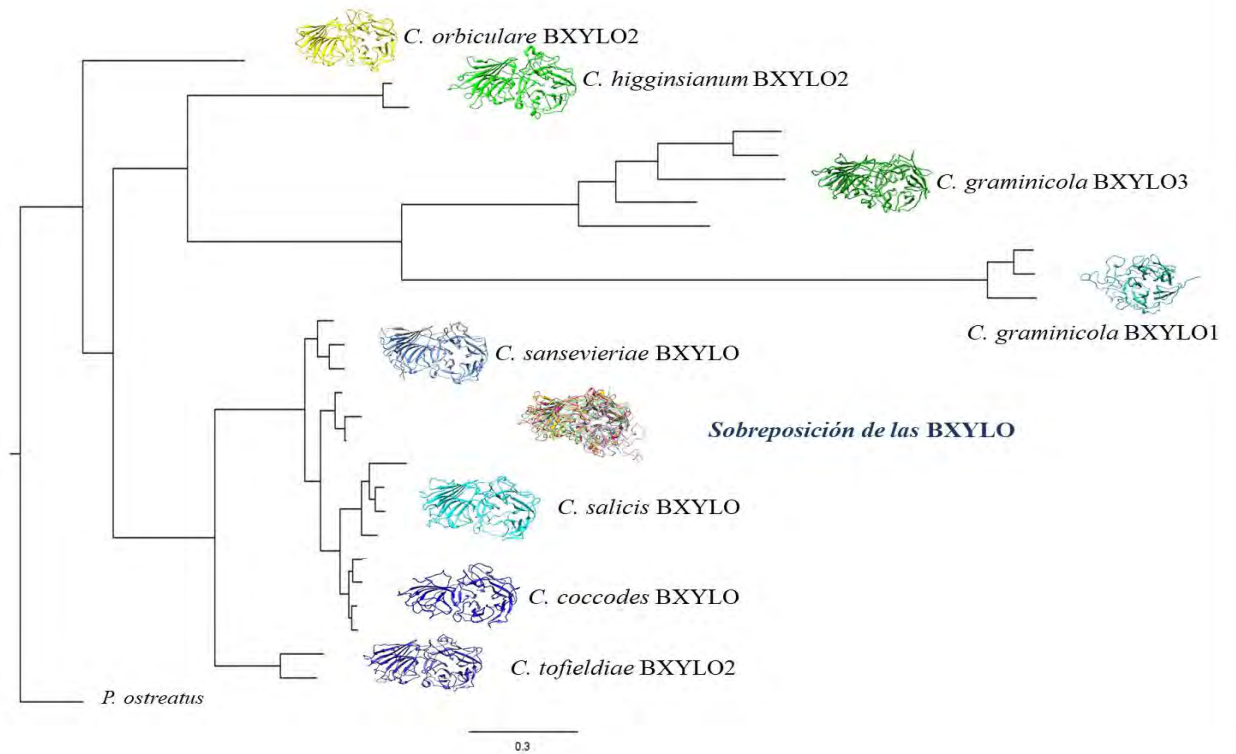 C. orbiculare BXYLO2
C. higginsianum BXYLO2
C. graminicola BXYLO3
C. graminicola BXYLO1
C. sansevieriae BXYLO
Sobreposición de las BXYLO
C. salicis BXYLO
C. coccodes BXYLO
C. tofieldiae BXYLO2
P. ostreatus
0.3